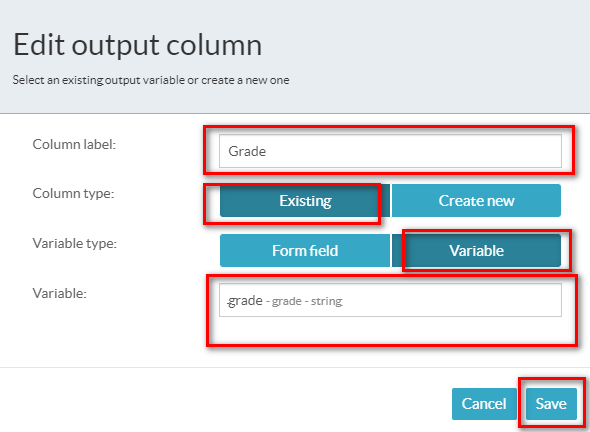 Edit output column
Select an existing output variable or create a new one
Column label:
Grade
Column type:
Existing
Create new
Variable type:
Form field
Variable
Variable:
.grade - grade - string
Cancel
Save